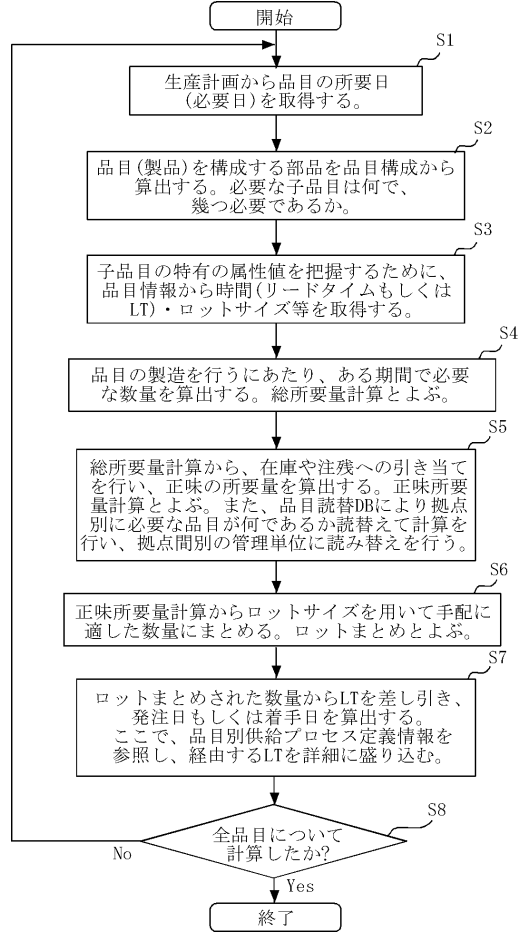 開始
S1
生産計画から品目の所要日
(必要日)を取得する。
S2
品目(製品)を構成する部品を品目構成から
算出する。必要な子品目は何で、
幾つ必要であるか。
S3
子品目の特有の属性値を把握するために、
品目情報から時間(リードタイムもしくは
LT)・ロットサイズ等を取得する。
S4
品目の製造を行うにあたり、ある期間で必要
な数量を算出する。総所要量計算とよぶ。
S5
総所要量計算から、在庫や注残への引き当て
を行い、正味の所要量を算出する。正味所要
量計算とよぶ。また、品目読替DBにより拠点
別に必要な品目が何であるか読替えて計算を
行い、拠点間別の管理単位に読み替えを行う。
S6
正味所要量計算からロットサイズを用いて手配に
適した数量にまとめる。ロットまとめとよぶ。
S7
ロットまとめされた数量からLTを差し引き、
発注日もしくは着手日を算出する。
ここで、品目別供給プロセス定義情報を
参照し、経由するLTを詳細に盛り込む。
S8
全品目について
計算したか?
No
Yes
終了